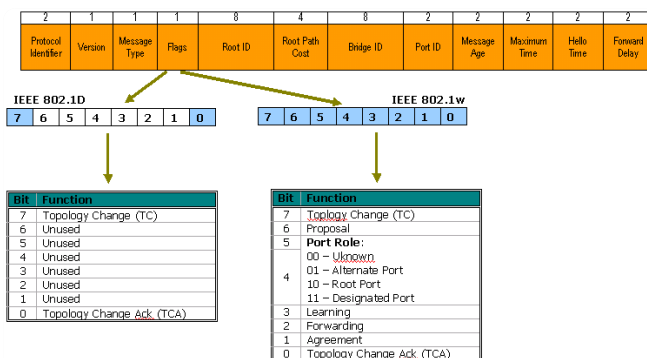 2 1 1 1 8 4 8 2 2 2 2 2
Protocol Identifier Version Message Type Flags Root ID Root Path Cost Bridge ID Port ID Message Age Maximum Time Hello Time Forward Delay
IEEE 802.1D
7 6 5 4 3 2 1 0
IEEE 802.1w
7 6 5 4 3 2 1 0
Bit Function
7 Topology Change (TC)
6 Unused
5 Unused
4 Unused
3 Unused
2 Unused
1 Unused
0 Topology Change Ack (TCA)
Bit Function
7 Toplogy Change (TC)
6 Proposal
5 Port Role:
00 – Uknown
01 – Alternate Port
4
10 – Root Port
11 – Designated Port
3 Learning
2 Forwarding
1 Agreement
0 Topology Change Ack (TCA)